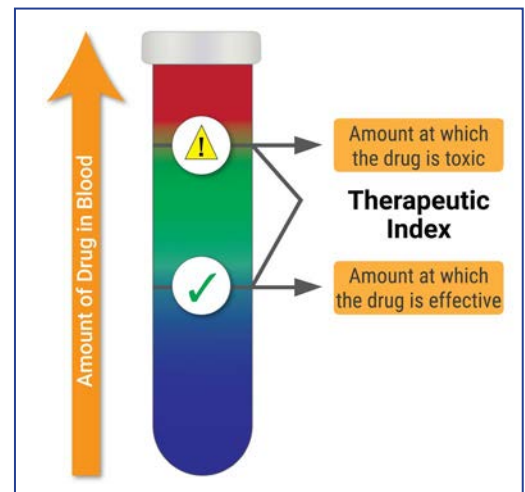 Amount of Drug in Blood
!
Amount at which
the drug is toxic
Therapeutic
Index
Amount at which
the drug is effective